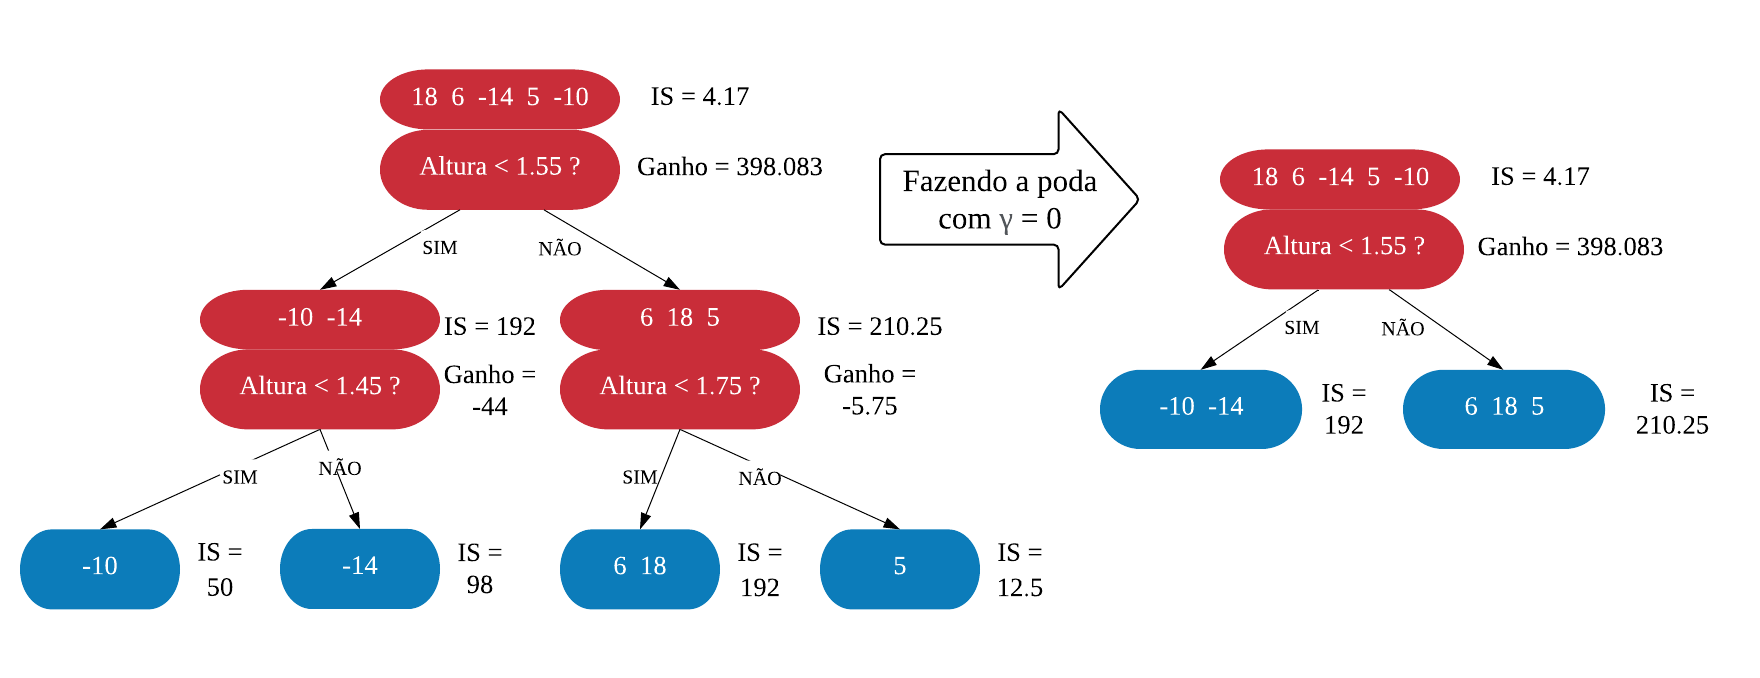 18 6 -14 5 -10
IS = 4.17
Altura < 1.55 ?
Ganho = 398.083
SIM
NÃO
-10 -14
IS = 192
Altura < 1.45 ?
Ganho =
-44
6 18 5
IS = 210.25
Altura < 1.75 ?
Ganho =
-5.75
SIM
NÃO
SIM
NÃO
-10
IS =
50
-14
IS =
98
6 18
IS =
192
5
IS =
12.5
Fazendo a poda
com γ = 0
18 6 -14 5 -10
IS = 4.17
Altura < 1.55 ?
Ganho = 398.083
SIM
NÃO
-10 -14
IS =
192
6 18 5
IS =
210.25